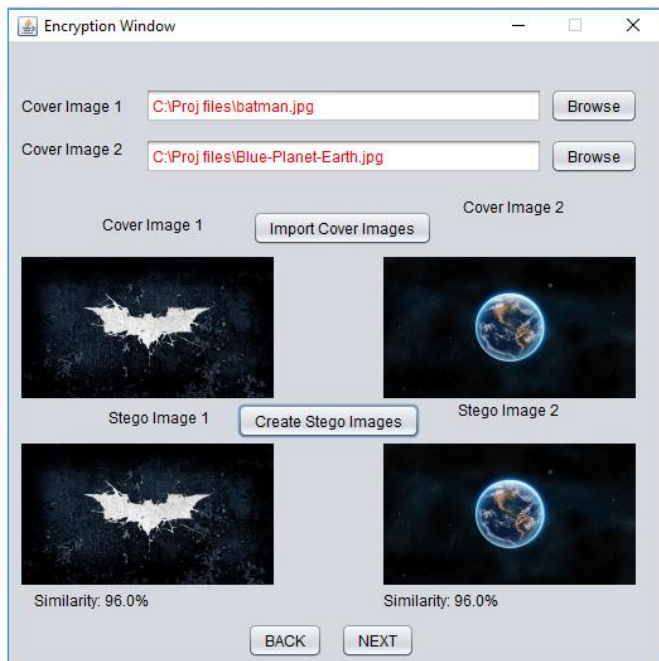 Encryption Window
Cover Image 1 C:\Proj files\batman.jpg Browse
Cover Image 2 C:\Proj files\Blue-Planet-Earth.jpg Browse
Cover Image 1 Import Cover Images Cover Image 2
Stego Image 1 Create Stego Images Stego Image 2
Similarity: 96.0% Similarity: 96.0%
BACK NEXT